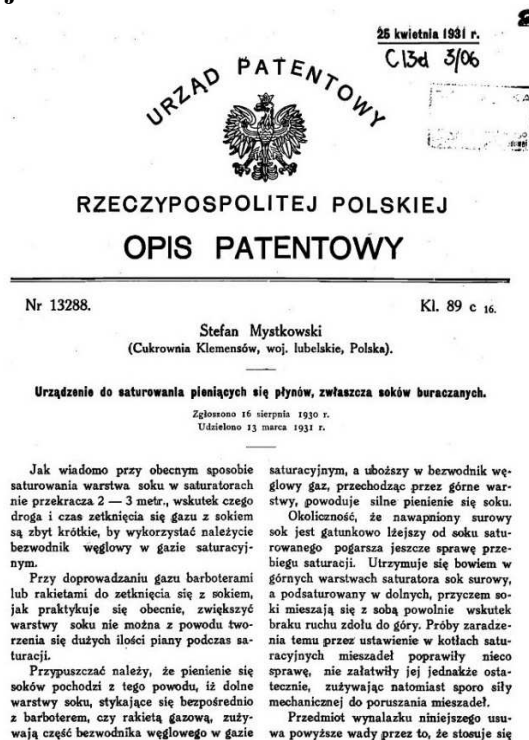 25 kwietnia 1931 r.
C13d 3/06
URZĄD PATENTOWY
RZECZYPOSPOLITEJ POLSKIEJ
OPIS PATENTOWY
Nr 13288.
Kl. 89 c 16.
Stefan Mystkowski
(Cukrownia Klemensów, woj. lubelskie, Polska).
Urządzenie do saturowania pieniących się płynów, zwłaszcza soków buraczanych.
Zgłoszono 16 sierpnia 1930 r.
Udzielono 13 marca 1931 r.
Jak wiadomo przy obecnym sposobie
saturowania warstwa soku w saturatorach
nie przekracza 2 — 3 metr., wskutek czego
droga i czas zetknięcia się gazu z sokiem
są zbyt krótkie, by wykorzystać należycie
bezwodnik węglowy w gazie saturacyj-
nym.
Przy doprowadzaniu gazu barboterami
lub rakietami do zetknięcia się z sokiem,
jak praktykuje się obecnie, zwiększyć
warstwy soku nie można z powodu two-
rzenia się dużych ilości piany podczas sa-
turacji.
Przypuszczać należy, że pienienie się
soków pochodzi z tego powodu, iż dolne
warstwy soku, stykające się bezpośrednio
z barboterem, czy rakietą gazową, zuży-
wają część bezwodnika węglowego w gazie
saturacyjnym, a uboższy w bezwodnik wę-
glowy gaz, przechodząc przez górne war-
stwy, powoduje silne pienienie się soku.
Okoliczność, że nawapniony surowy
sok jest gatunkowo lżejszy od soku satu-
rowanego pogarsza jeszcze sprawę prze-
biegu saturacji. Utrzymuje się bowiem w
górnych warstwach saturatora sok surowy,
a podsaturowany w dolnych, przyczem so-
ki mieszają się z sobą powolnie wskutek
braku ruchu zdołu do góry. Próby zaradze-
nia temu przez ustawienie w kotłach satu-
racyjnych mieszadeł poprawiły nieco
sprawę, nie załatwiły jej jednakże osta-
tecznie, zużywając natomiast sporo siły
mechanicznej do poruszania mieszadeł.
Przedmiot wynalazku niniejszego usu-
wa powyższe wady przez to, że stosuje się